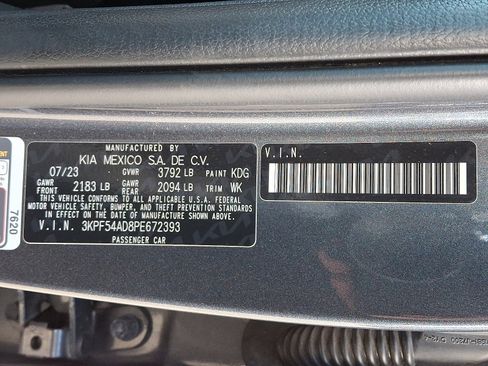 MANUFACTURED BY
KIA MEXICO S.A. DE C.V.
07/23 GVWR 3792 LB PAINT KDG
GAWR FRONT 2183 LB GAWR REAR 2094 LB TRIM WK
THIS VEHICLE CONFORMS TO ALL APPLICABLE U.S.A. FEDERAL
MOTOR VEHICLE SAFETY, BUMPER, AND THEFT PREVENTION STANDARDS
IN EFFECT ON THE DATE OF MANUFACTURE SHOWN ABOVE.
V.I.N. 3KPF54AD8PE672393
PASSENGER CAR
V.I.N.
7620